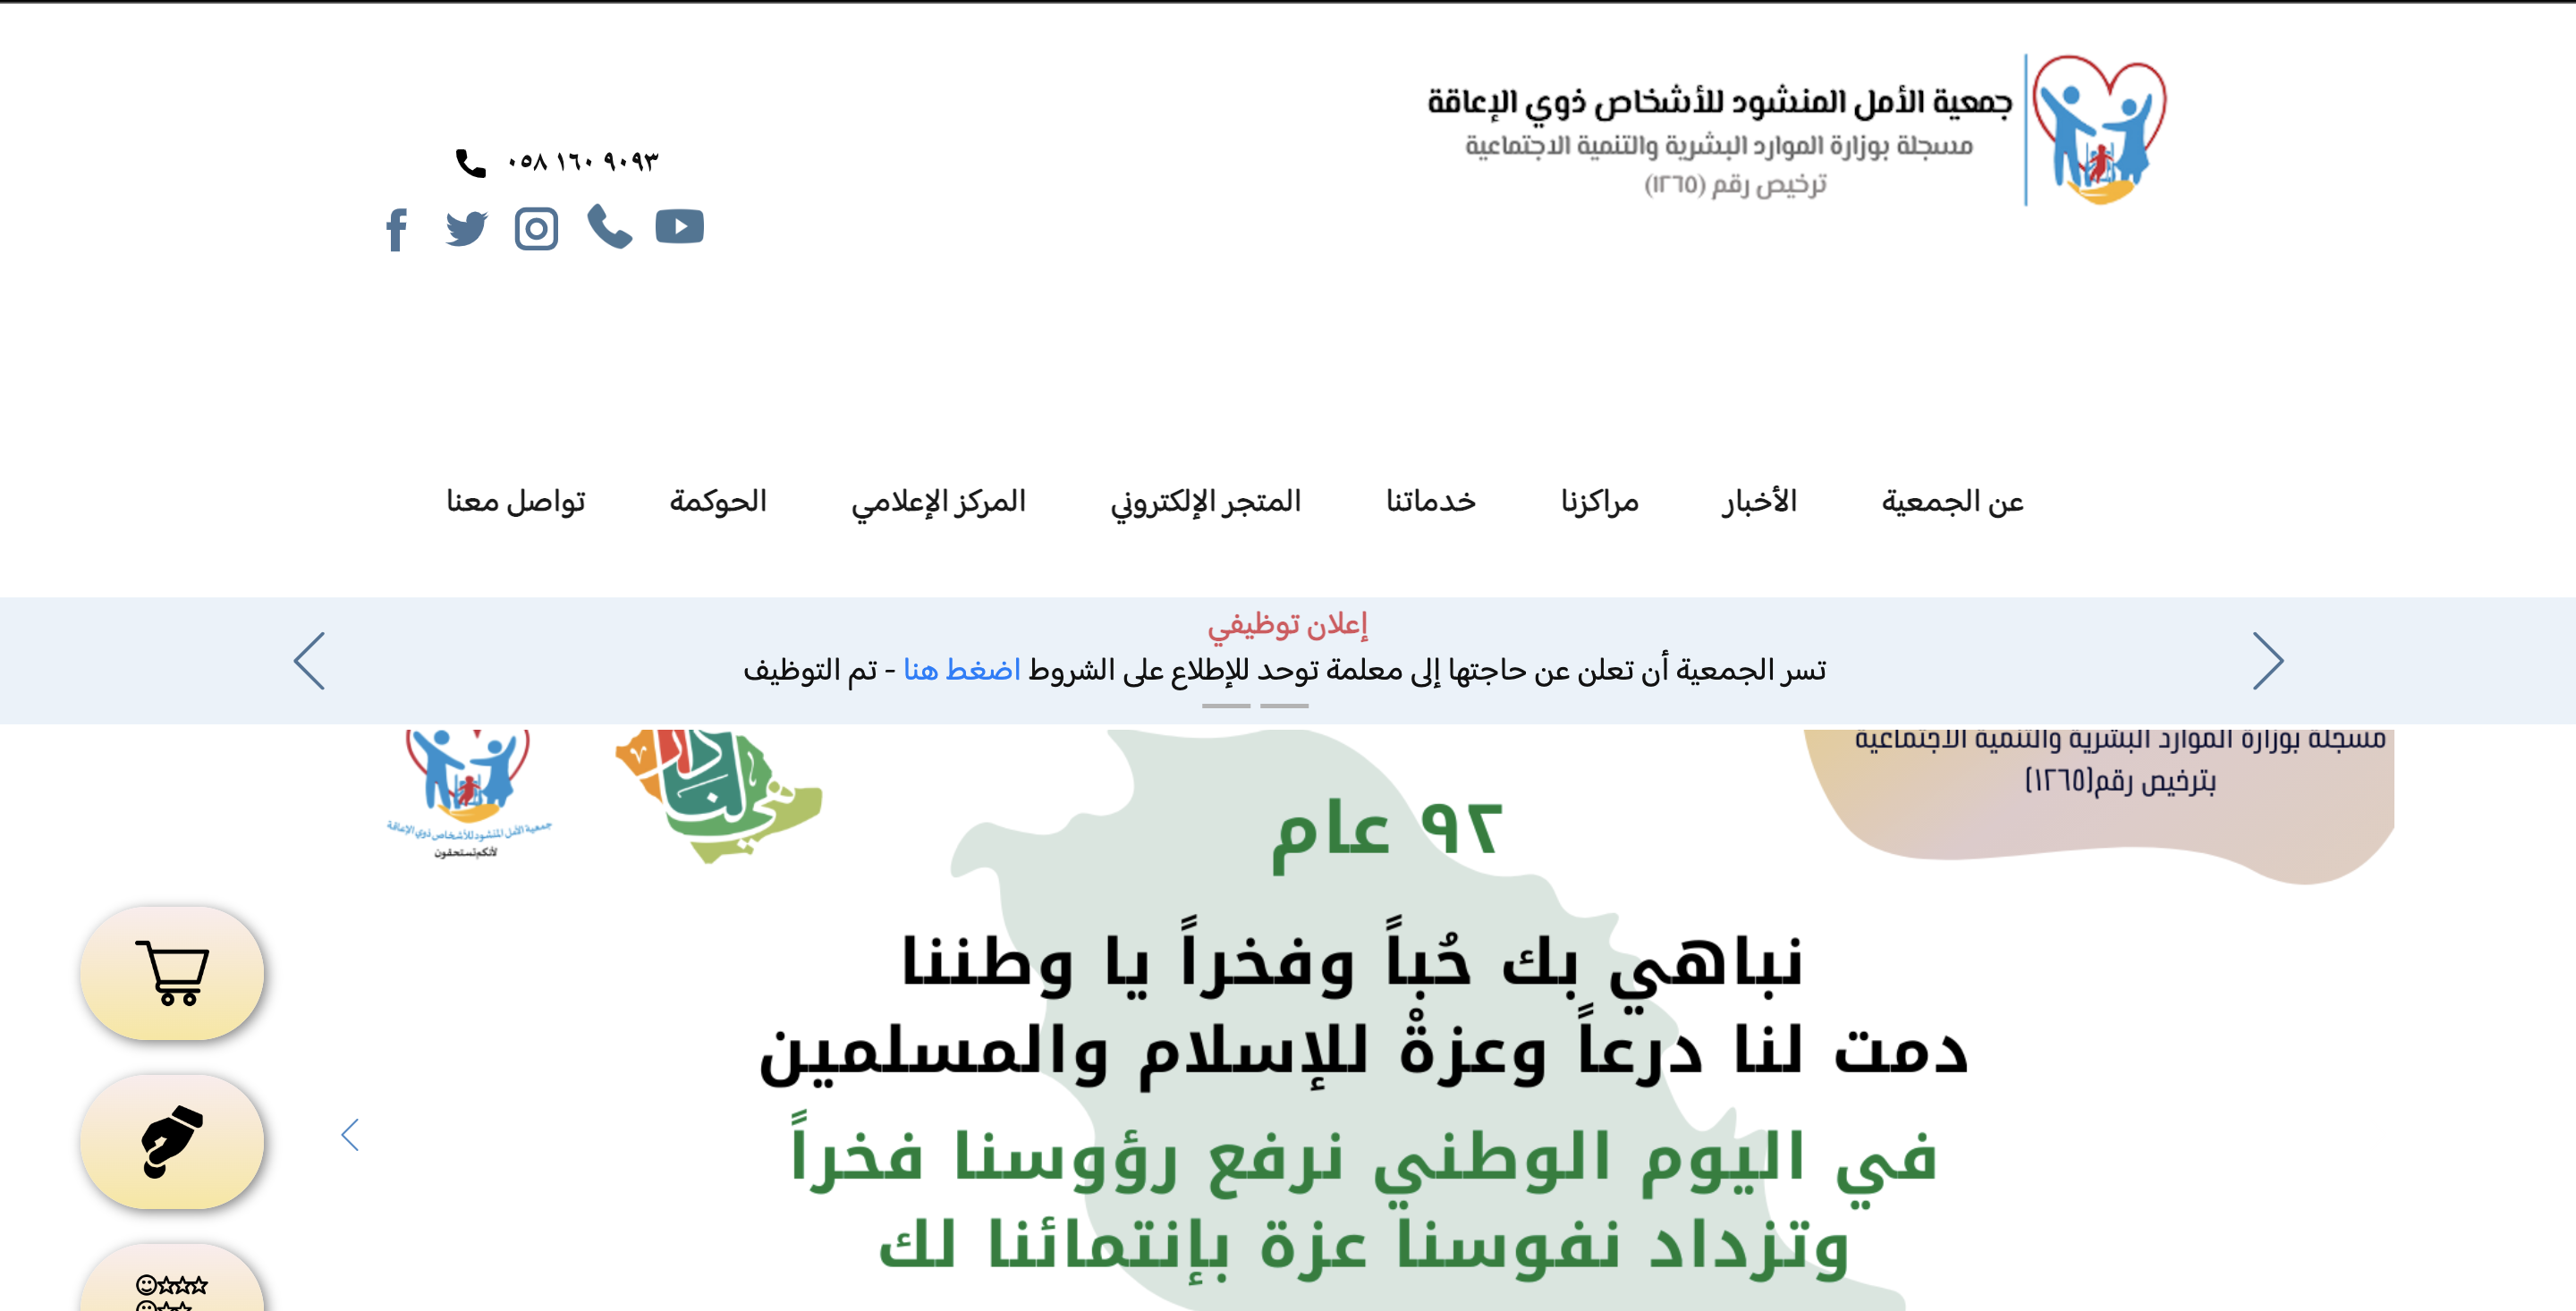 جمعية الأمل المنشود للأشخاص ذوي الإعاقة
مسجلة بوزارة الموارد البشرية والتنمية الاجتماعية
ترخيص رقم (١٢٦٥)
٠٥٨ ١٦٠ ٩٠٩٣
عن الجمعية
الأخبار
مراكزنا
خدماتنا
المتجر الإلكتروني
المركز الإعلامي
الحوكمة
تواصل معنا
إعلان توظيفي
تسر الجمعية أن تعلن عن حاجتها إلى معلمة توحد للإطلاع على الشروط اضغط هنا - تم التوظيف
مسجلة بوزارة الموارد البشرية والتنمية الاجتماعية
بترخيص رقم(١٢٦٥)
هي لنا دار
جمعية الأمل المنشود للأشخاص ذوي الإعاقة
لأنكم تستحقون
٩٢ عام
نباهي بك حُباً وفخراً يا وطننا
دمت لنا درعاً وعزةْ للإسلام والمسلمين
في اليوم الوطني نرفع رؤوسنا فخراً
وتزداد نفوسنا عزة بإنتمائنا لك